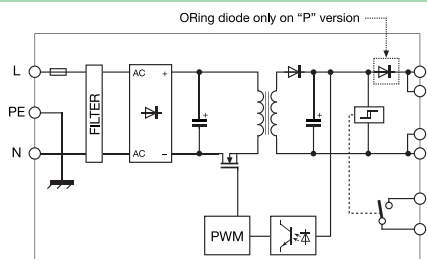 ORing diode only on “P” version
L
PE
N
FILTER
AC +
AC –
+
+
PWM